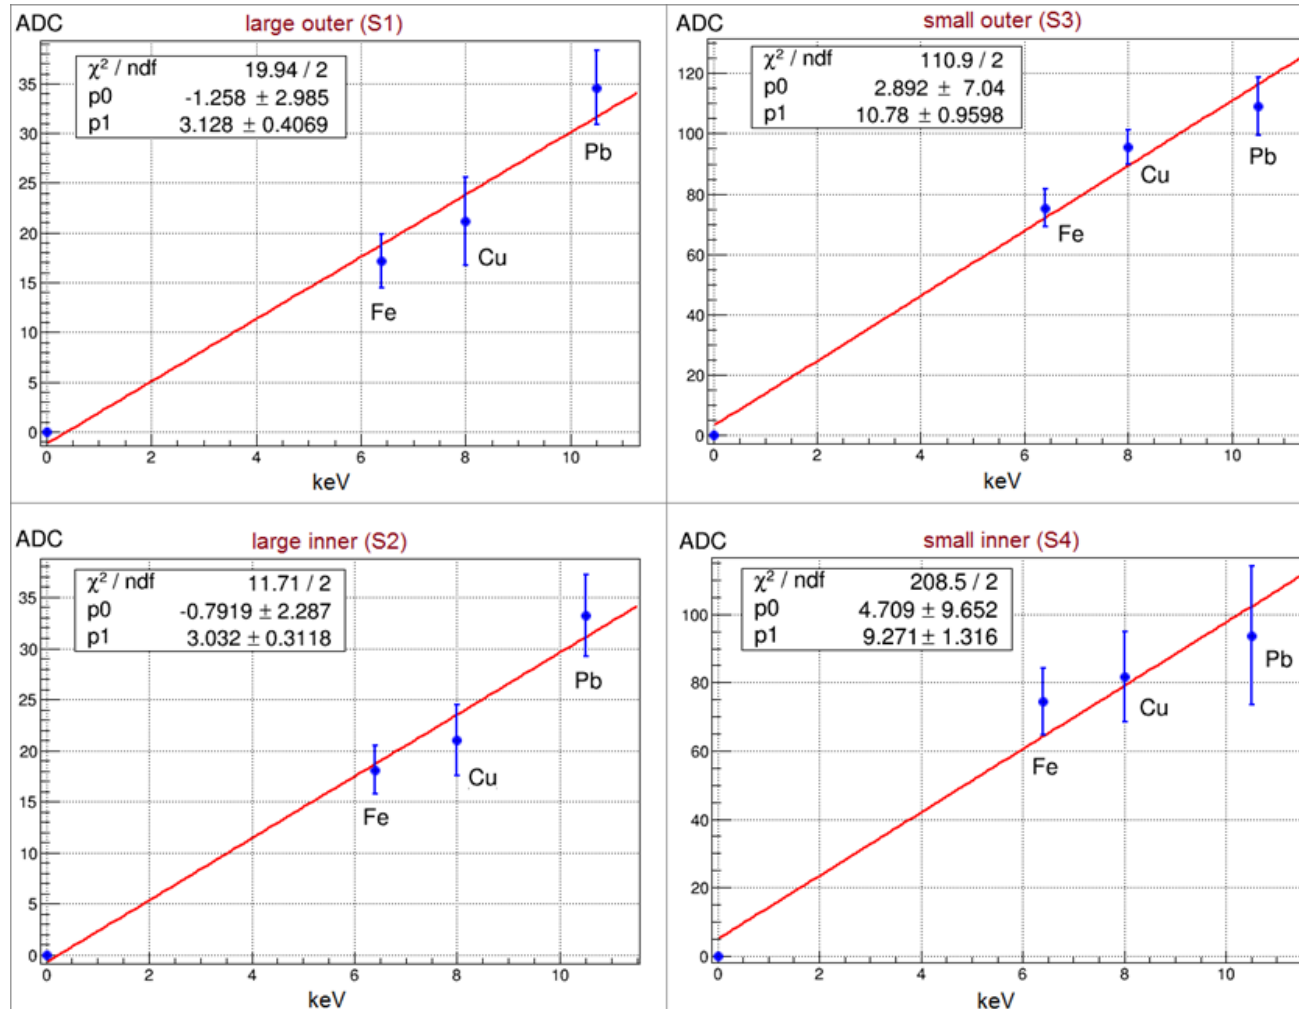 ADC
large outer (S1)
χ² / ndf 19.94 / 2
p0 -1.258 ± 2.985
p1 3.128 ± 0.4069
35
30
25
20
15
10
5
0
Pb
Cu
Fe
0 2 4 6 8 10
keV
ADC
small outer (S3)
χ² / ndf 110.9 / 2
p0 2.892 ± 7.04
p1 10.78 ± 0.9598
120
100
80
60
40
20
0
Pb
Cu
Fe
0 2 4 6 8 10
keV
ADC
large inner (S2)
χ² / ndf 11.71 / 2
p0 -0.7919 ± 2.287
p1 3.032 ± 0.3118
35
30
25
20
15
10
5
0
Pb
Cu
Fe
0 2 4 6 8 10
keV
ADC
small inner (S4)
χ² / ndf 208.5 / 2
p0 4.709 ± 9.652
p1 9.271 ± 1.316
100
80
60
40
20
0
Pb
Cu
Fe
0 2 4 6 8 10
keV